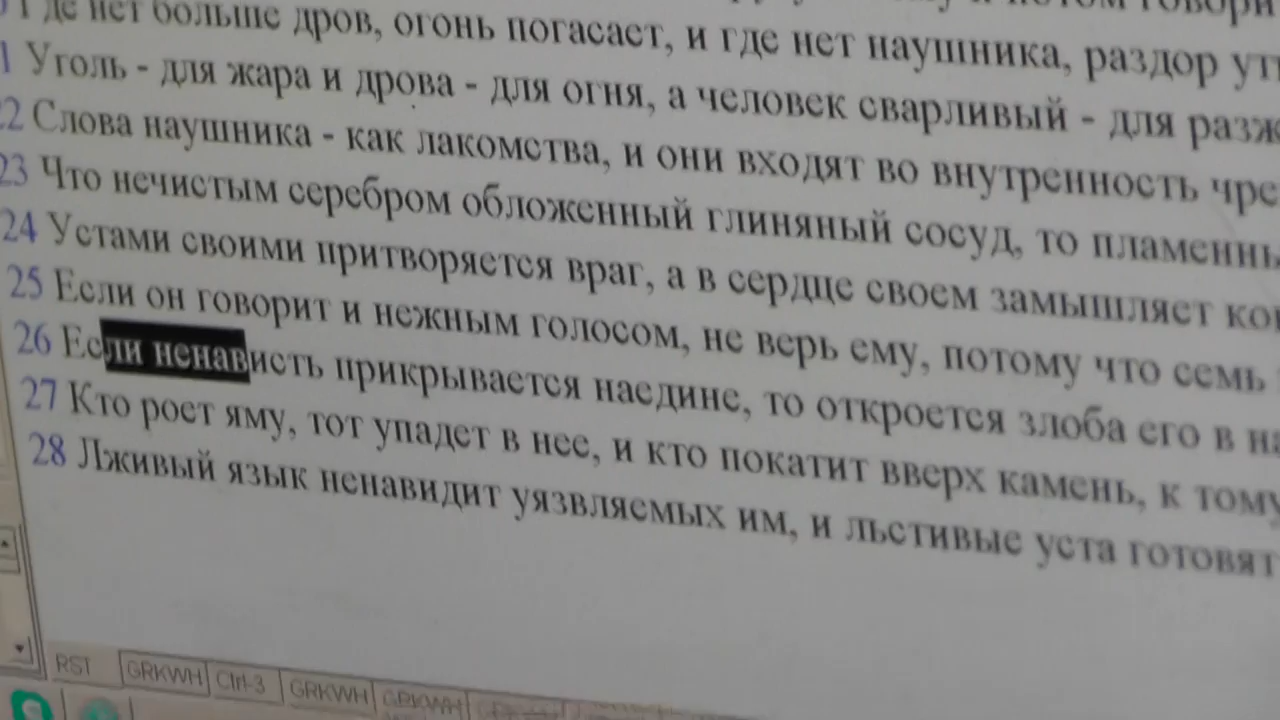 Где нет больше дров, огонь погасает, и где нет наушника, раздор
1 Уголь - для жара и дрова - для огня, а человек сварливый - для разж
22 Слова наушника - как лакомства, и они входят во внутренность чре
23 Что нечистым серебром обложенный глиняный сосуд, то пламенны
24 Устами своими притворяется враг, а в сердце своем замышляет ков
25 Если он говорит и нежным голосом, не верь ему, потому что семь
26 Если ненависть прикрывается наедине, то откроется злоба его в на
27 Кто роет яму, тот упадет в нее, и кто покатит вверх камень, к тому
28 Лживый язык ненавидит уязвляемых им, и льстивые уста готовят
RST GRKWH Ctrl-3 GRKWH GRKWH